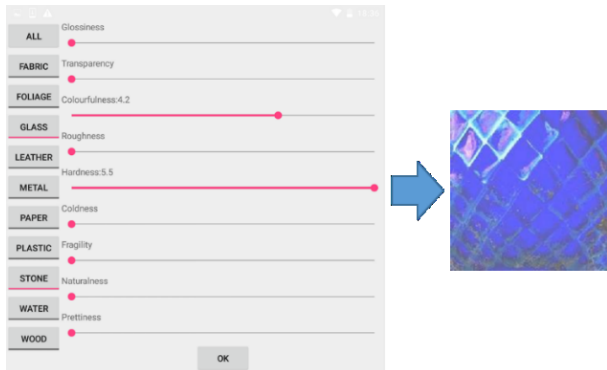 ALL
FABRIC
FOLIAGE
GLASS
LEATHER
METAL
PAPER
PLASTIC
STONE
WATER
WOOD
Glossiness
Transparency
Colourfulness:4.2
Roughness
Hardness:5.5
Coldness
Fragility
Naturalness
Prettiness
OK